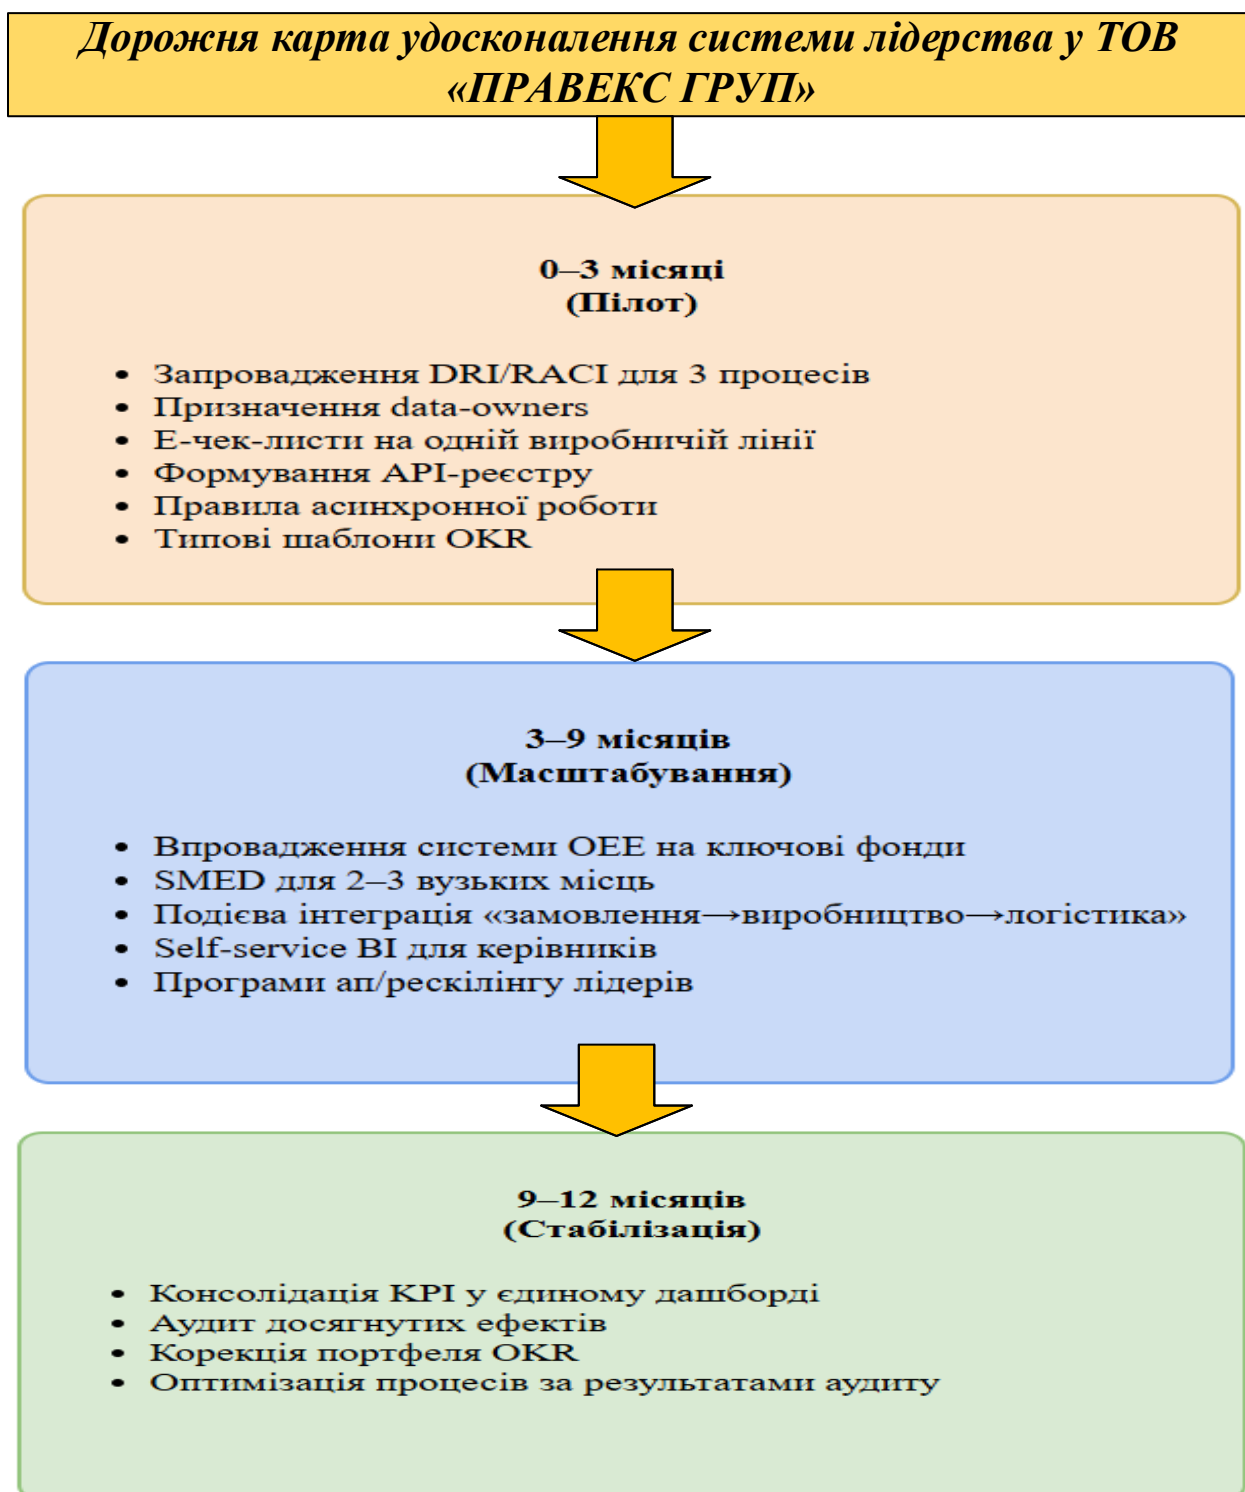 Дорожня карта удосконалення системи лідерства у ТОВ
«ПРАВЕКС ГРУП»
0–3 місяці
(Пілот)
• Запровадження DRI/RACI для 3 процесів
• Призначення data-owners
• Е-чек-листи на одній виробничій лінії
• Формування API-реєстру
• Правила асинхронної роботи
• Типові шаблони OKR
3–9 місяців
(Масштабування)
• Впровадження системи OEE на ключові фонди
• SMED для 2–3 вузьких місць
• Подієва інтеграція «замовлення→виробництво→логістика»
• Self-service BI для керівників
• Програми ап/рескілінгу лідерів
9–12 місяців
(Стабілізація)
• Консолідація KPI у єдиному дашборді
• Аудит досягнутих ефектів
• Корекція портфеля OKR
• Оптимізація процесів за результатами аудиту